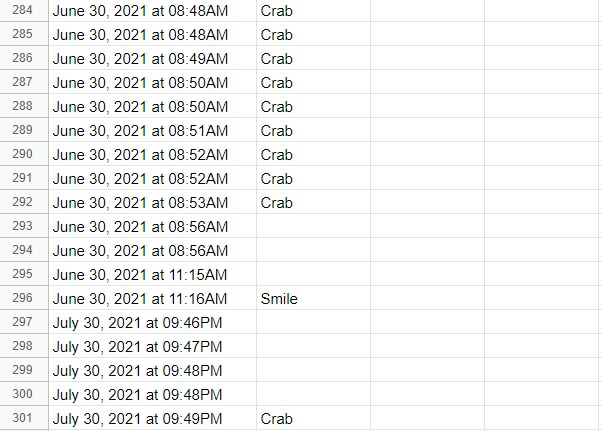 284 June 30, 2021 at 08:48AM Crab
285 June 30, 2021 at 08:48AM Crab
286 June 30, 2021 at 08:49AM Crab
287 June 30, 2021 at 08:50AM Crab
288 June 30, 2021 at 08:50AM Crab
289 June 30, 2021 at 08:51AM Crab
290 June 30, 2021 at 08:52AM Crab
291 June 30, 2021 at 08:52AM Crab
292 June 30, 2021 at 08:53AM Crab
293 June 30, 2021 at 08:56AM
294 June 30, 2021 at 08:56AM
295 June 30, 2021 at 11:15AM
296 June 30, 2021 at 11:16AM Smile
297 July 30, 2021 at 09:46PM
298 July 30, 2021 at 09:47PM
299 July 30, 2021 at 09:48PM
300 July 30, 2021 at 09:48PM
301 July 30, 2021 at 09:49PM Crab